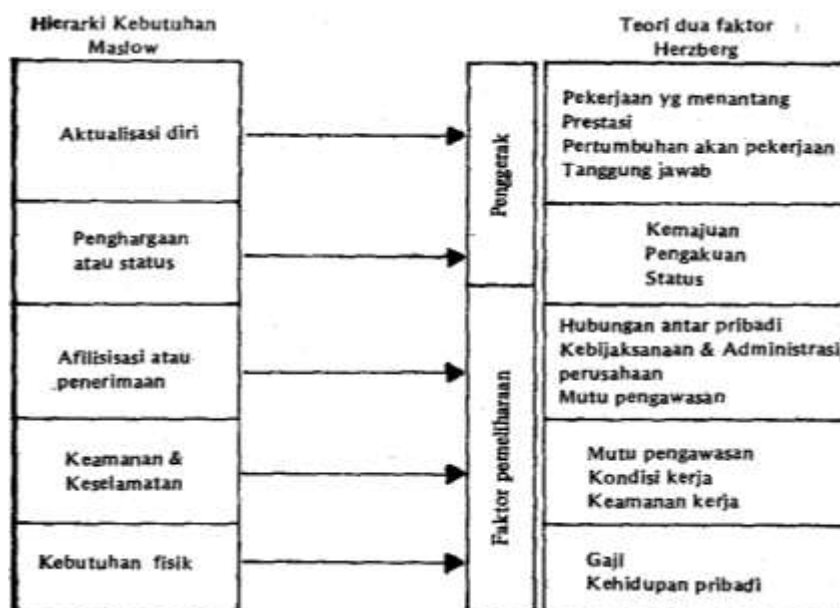 Hierarki Kebutuhan
Maslow
Teori dua faktor
Herzberg
Aktualisasi diri
Penggerak
Pekerjaan yg menantang
Prestasi
Pertumbuhan akan pekerjaan
Tanggung jawab
Penghargaan
atau status
Kemajuan
Pengakuan
Status
Afilisisasi atau
penerimaan
Faktor pemeliharaan
Hubungan antar pribadi
Kebijaksanaan & Administrasi
perusahaan
Mutu pengawasan
Keamanan &
Keselamatan
Mutu pengawasan
Kondisi kerja
Keamanan kerja
Kebutuhan fisik
Gaji
Kehidupan pribadi